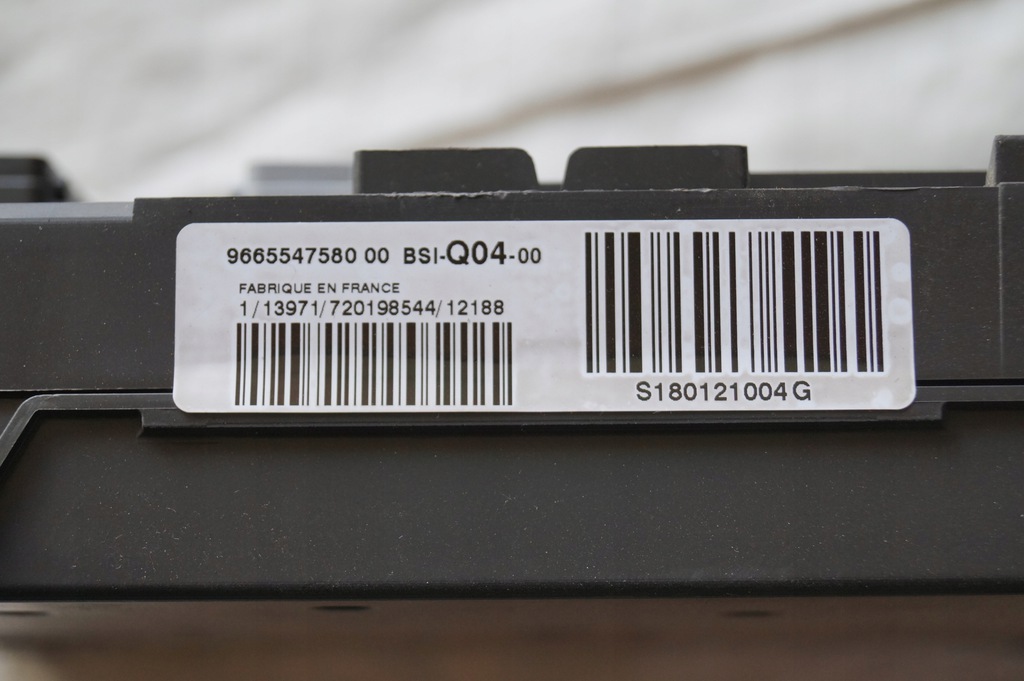 9665547580 00 BSI-Q04-00
FABRIQUE EN FRANCE
1/13971/720198544/12188
S180121004G